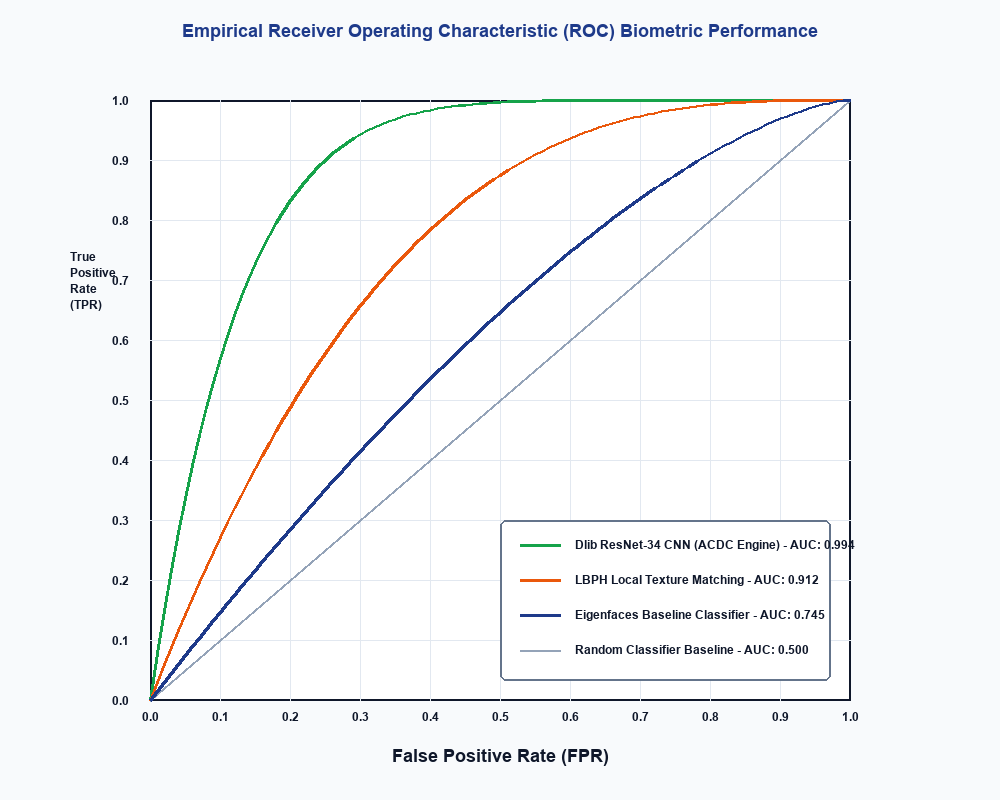 Empirical Receiver Operating Characteristic (ROC) Biometric Performance
1.0
0.9
0.8
True
Positive
Rate
(TPR)
0.7
0.6
0.5
0.4
0.3
0.2
0.1
0.0
Dlib ResNet-34 CNN (ACDC Engine) - AUC: 0.994
LBPH Local Texture Matching - AUC: 0.912
Eigenfaces Baseline Classifier - AUC: 0.745
Random Classifier Baseline - AUC: 0.500
0.0 0.1 0.2 0.3 0.4 0.5 0.6 0.7 0.8 0.9 1.0
False Positive Rate (FPR)